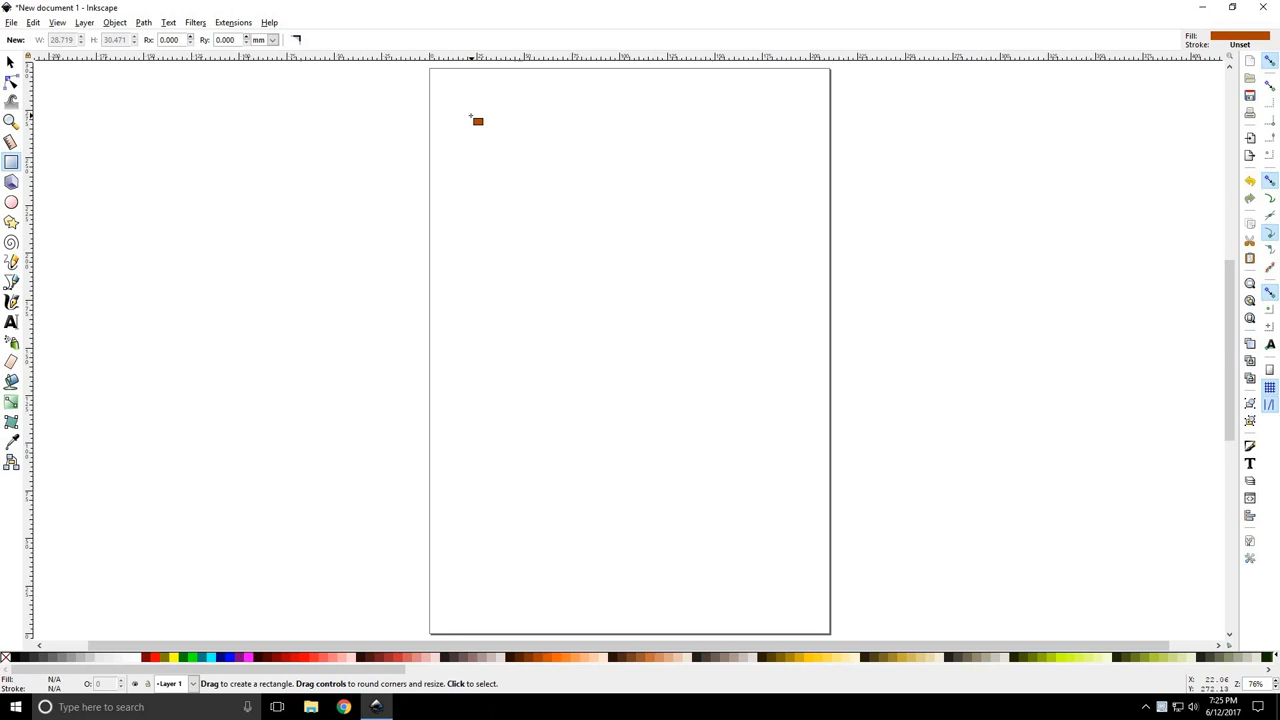 *New document 1 - Inkscape
File Edit View Layer Object Path Text Filters Extensions Help
New: W: 28.719 H: 30.471 Rx: 0.000 Ry: 0.000 mm
Fill:
Stroke: Unset
Fill: N/A
Stroke: N/A
O: 0
Layer 1
Drag to create a rectangle. Drag controls to round corners and resize. Click to select.
X: 22.06
Y: 272.13
Z: 76%
Type here to search
7:25 PM
6/12/2017